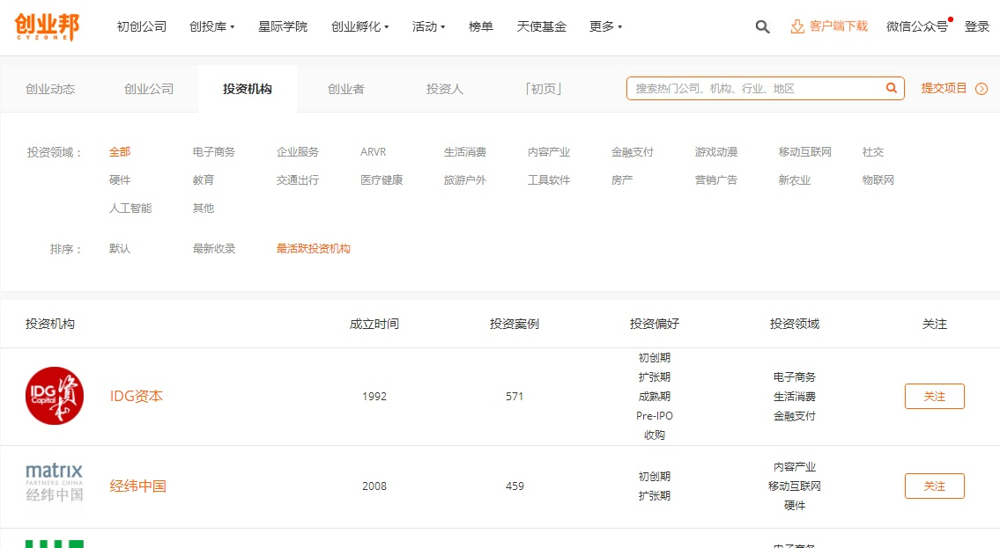 创业邦 初创公司 创投库 星际学院 创业孵化 活动 榜单 天使基金 更多 客户端下载 微信公众号 登录
CYZONE
创业动态 创业公司 投资机构 创业者 投资人 「初页」 搜索热门公司、机构、行业、地区 提交项目
投资领域： 全部 电子商务 企业服务 ARVR 生活消费 内容产业 金融支付 游戏动漫 移动互联网 社交
硬件 教育 交通出行 医疗健康 旅游户外 工具软件 房产 营销广告 新农业 物联网
人工智能 其他
排序： 默认 最新收录 最活跃投资机构
投资机构 成立时间 投资案例 投资偏好 投资领域 关注
IDG Capital 资本 IDG资本 1992 571 初创期 扩张期 成熟期 Pre-IPO 收购 电子商务 生活消费 金融支付 关注
matrix PARTNERS CHINA 经纬中国 经纬中国 2008 459 初创期 扩张期 内容产业 移动互联网 硬件 关注
电子商务